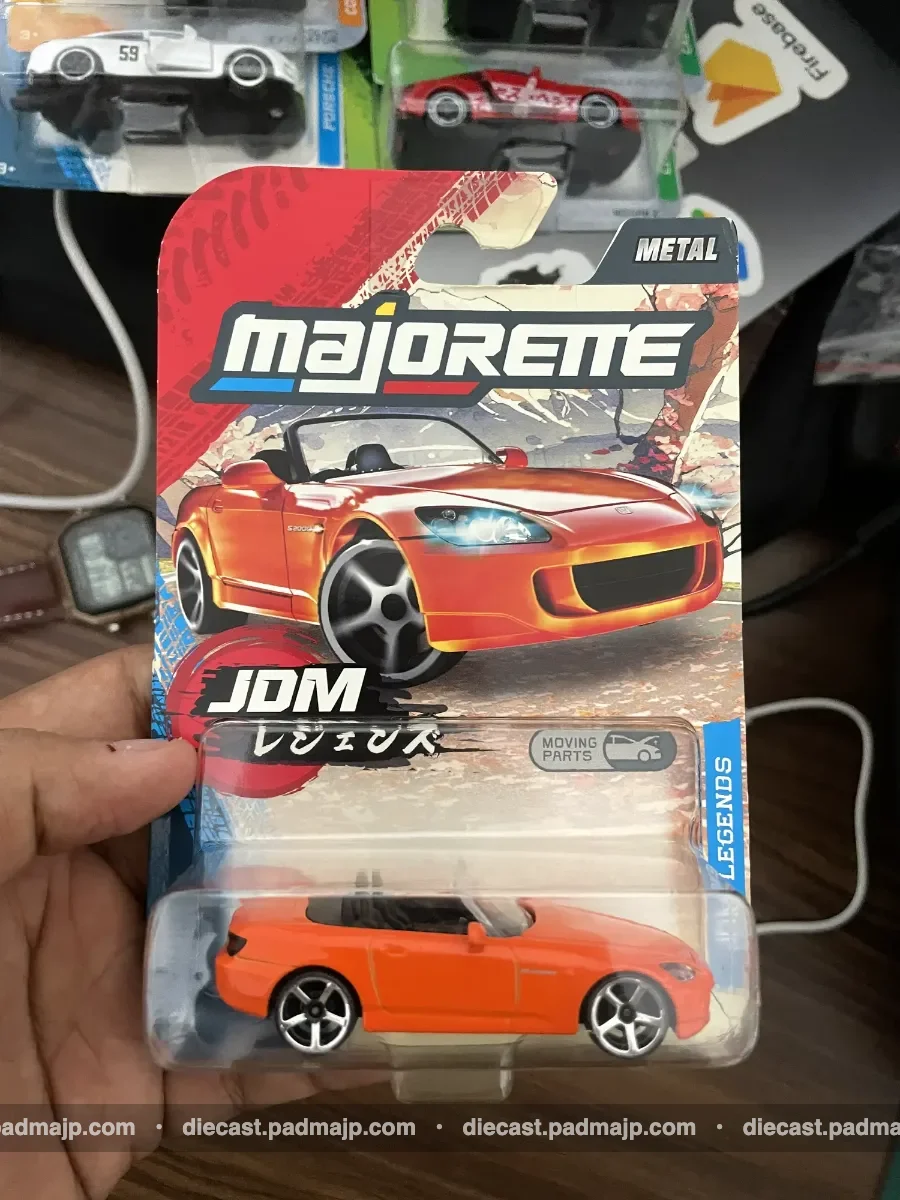 59
PORSCHE
Firebase
METAL
majorette
S2000
JDM
レジェンズ
MOVING
PARTS
LEGENDS
padmajp.com • diecast.padmajp.com • diecast.padmajp.com • diecast.padma